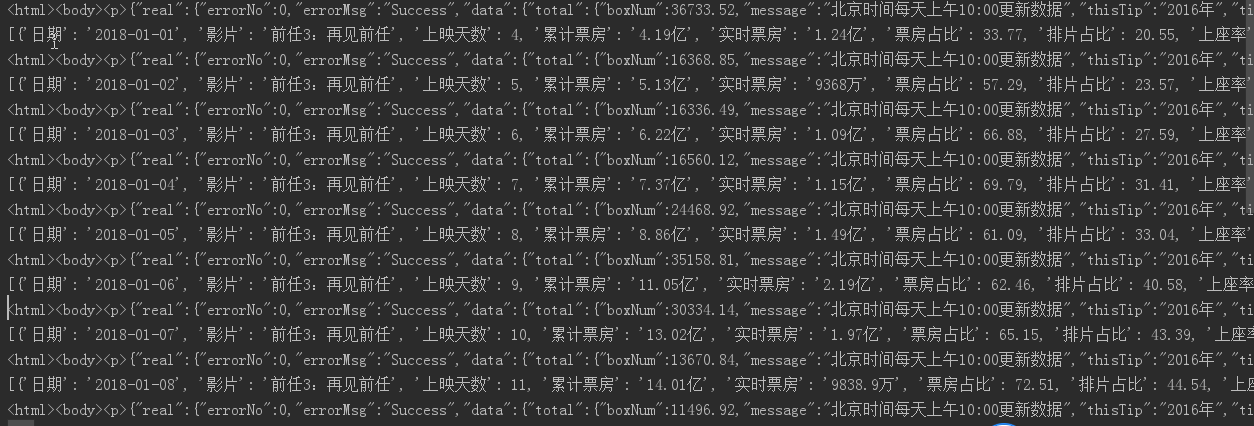 <html><body><p>{"real":{"errorNo":0,"errorMsg":"Success","data":{"total":{"boxNum":36733.52,"message":"北京时间每天上午10:00更新数据","thisTip":"2016年","ti
[{'日期': '2018-01-01', '影片': '前任3：再见前任', '上映天数': 4, '累计票房': '4.19亿', '实时票房': '1.24亿', '票房占比': 33.77, '排片占比': 20.55, '上座率
<html><body><p>{"real":{"errorNo":0,"errorMsg":"Success","data":{"total":{"boxNum":16368.85,"message":"北京时间每天上午10:00更新数据","thisTip":"2016年","ti
[{'日期': '2018-01-02', '影片': '前任3：再见前任', '上映天数': 5, '累计票房': '5.13亿', '实时票房': '9368万', '票房占比': 57.29, '排片占比': 23.57, '上座率
<html><body><p>{"real":{"errorNo":0,"errorMsg":"Success","data":{"total":{"boxNum":16336.49,"message":"北京时间每天上午10:00更新数据","thisTip":"2016年","ti
[{'日期': '2018-01-03', '影片': '前任3：再见前任', '上映天数': 6, '累计票房': '6.22亿', '实时票房': '1.09亿', '票房占比': 66.88, '排片占比': 27.59, '上座率
<html><body><p>{"real":{"errorNo":0,"errorMsg":"Success","data":{"total":{"boxNum":16560.12,"message":"北京时间每天上午10:00更新数据","thisTip":"2016年","ti
[{'日期': '2018-01-04', '影片': '前任3：再见前任', '上映天数': 7, '累计票房': '7.37亿', '实时票房': '1.15亿', '票房占比': 69.79, '排片占比': 31.41, '上座率
<html><body><p>{"real":{"errorNo":0,"errorMsg":"Success","data":{"total":{"boxNum":24468.92,"message":"北京时间每天上午10:00更新数据","thisTip":"2016年","ti
[{'日期': '2018-01-05', '影片': '前任3：再见前任', '上映天数': 8, '累计票房': '8.86亿', '实时票房': '1.49亿', '票房占比': 61.09, '排片占比': 33.04, '上座率
<html><body><p>{"real":{"errorNo":0,"errorMsg":"Success","data":{"total":{"boxNum":35158.81,"message":"北京时间每天上午10:00更新数据","thisTip":"2016年","ti
[{'日期': '2018-01-06', '影片': '前任3：再见前任', '上映天数': 9, '累计票房': '11.05亿', '实时票房': '2.19亿', '票房占比': 62.46, '排片占比': 40.58, '上座率
<html><body><p>{"real":{"errorNo":0,"errorMsg":"Success","data":{"total":{"boxNum":30334.14,"message":"北京时间每天上午10:00更新数据","thisTip":"2016年","ti
[{'日期': '2018-01-07', '影片': '前任3：再见前任', '上映天数': 10, '累计票房': '13.02亿', '实时票房': '1.97亿', '票房占比': 65.15, '排片占比': 43.39, '上座
<html><body><p>{"real":{"errorNo":0,"errorMsg":"Success","data":{"total":{"boxNum":13670.84,"message":"北京时间每天上午10:00更新数据","thisTip":"2016年","ti
[{'日期': '2018-01-08', '影片': '前任3：再见前任', '上映天数': 11, '累计票房': '14.01亿', '实时票房': '9838.9万', '票房占比': 72.51, '排片占比': 44.54, '上
<html><body><p>{"real":{"errorNo":0,"errorMsg":"Success","data":{"total":{"boxNum":11496.92,"message":"北京时间每天上午10:00更新数据","thisTip":"2016年","ti